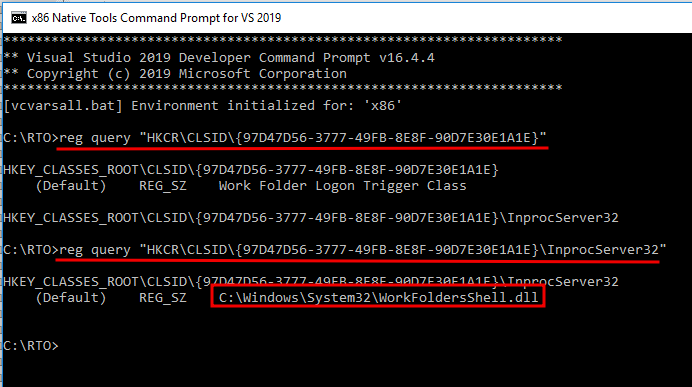 x86 Native Tools Command Prompt for VS 2019
**********************************************************************
** Visual Studio 2019 Developer Command Prompt v16.4.4
** Copyright (c) 2019 Microsoft Corporation
**********************************************************************
[vcvarsall.bat] Environment initialized for: 'x86'
C:\RTO>reg query "HKCR\CLSID\{97D47D56-3777-49FB-8E8F-90D7E30E1A1E}"
HKEY_CLASSES_ROOT\CLSID\{97D47D56-3777-49FB-8E8F-90D7E30E1A1E}
(Default) REG_SZ Work Folder Logon Trigger Class
HKEY_CLASSES_ROOT\CLSID\{97D47D56-3777-49FB-8E8F-90D7E30E1A1E}\InprocServer32
C:\RTO>reg query "HKCR\CLSID\{97D47D56-3777-49FB-8E8F-90D7E30E1A1E}\InprocServer32"
HKEY_CLASSES_ROOT\CLSID\{97D47D56-3777-49FB-8E8F-90D7E30E1A1E}\InprocServer32
(Default) REG_SZ C:\Windows\System32\WorkFoldersShell.dll
C:\RTO>